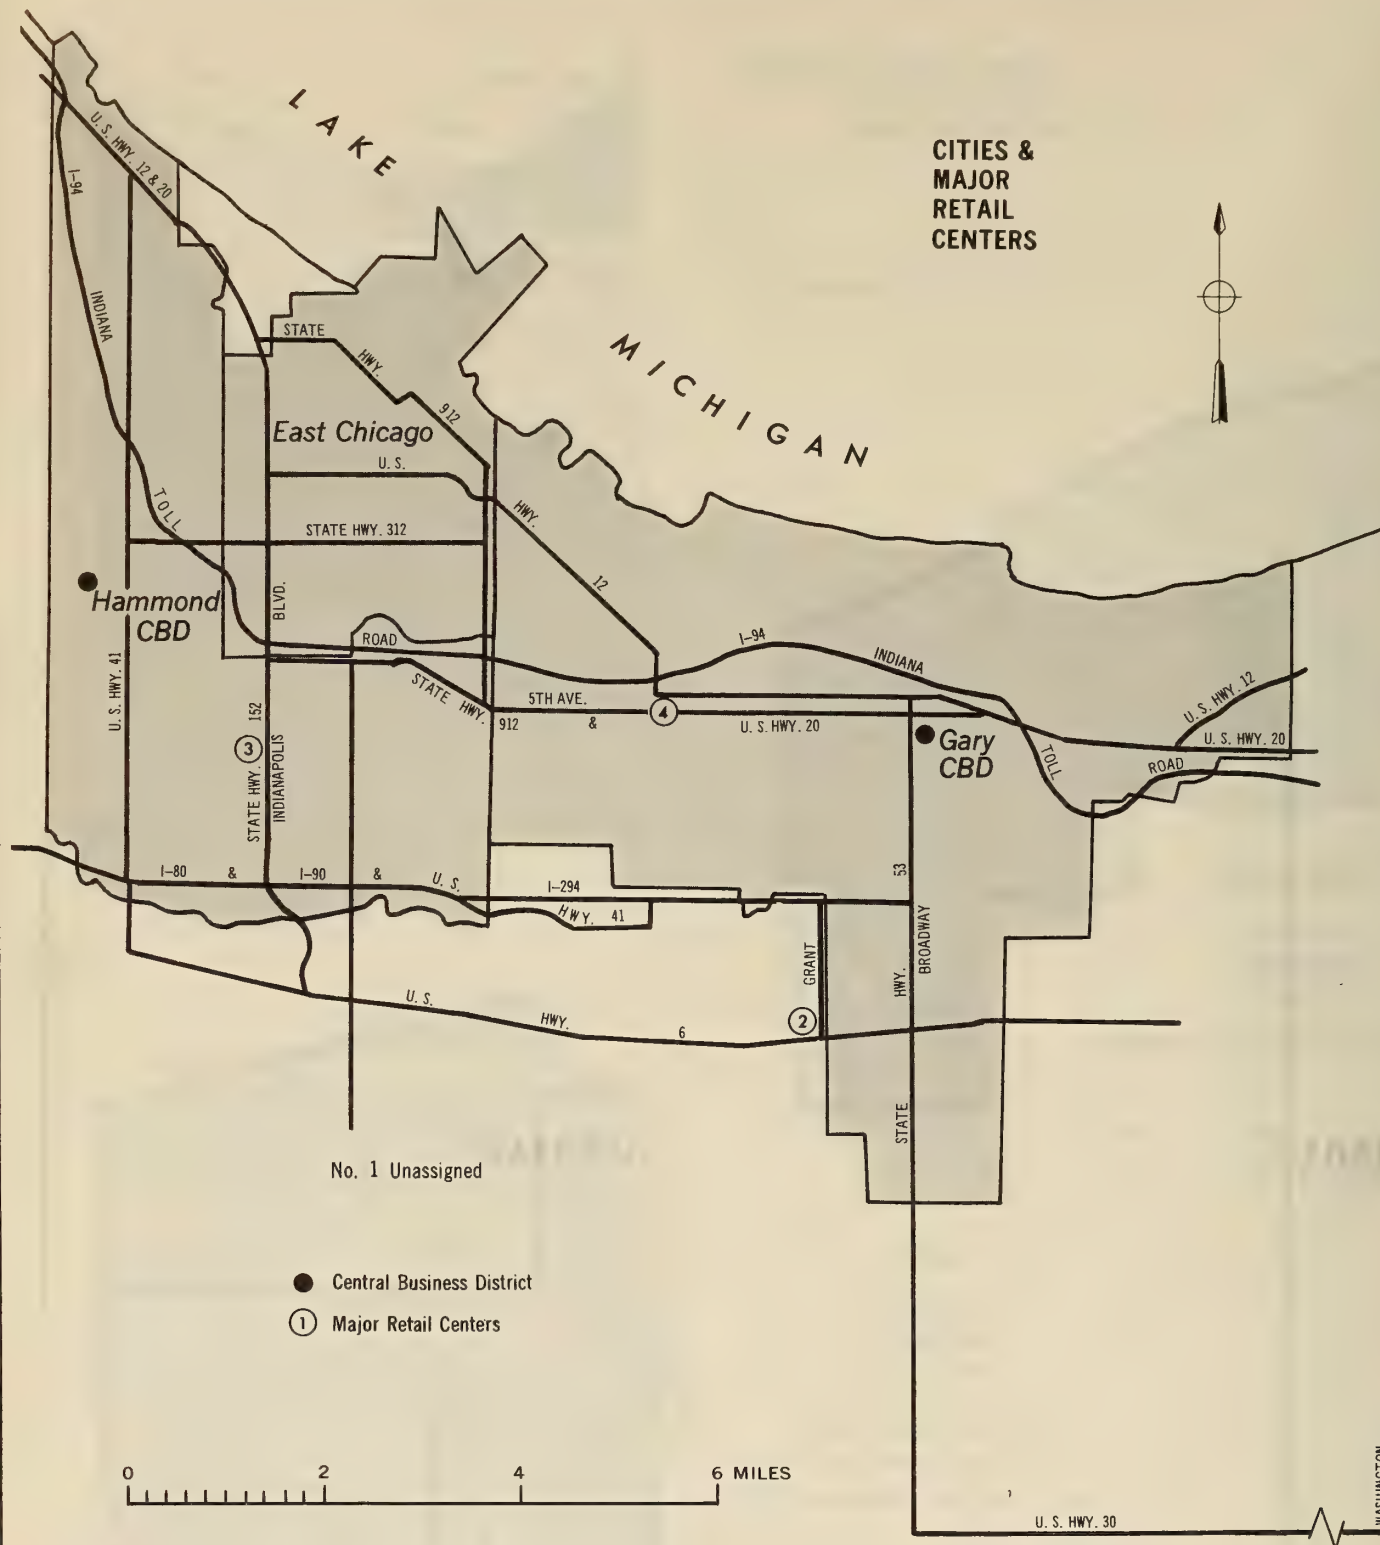 LAKE
MICHIGAN
CITIES &
MAJOR
RETAIL
CENTERS
U. S. HWY. 12 & 20
I-94
INDIANA
TOLL
STATE
HWY.
912
East Chicago
U. S.
HWY.
12
STATE HWY. 312
Hammond
CBD
BLVD.
ROAD
I-94
INDIANA
U. S. HWY. 41
STATE HWY. 152
INDIANAPOLIS
3
STATE HWY.
912
5TH AVE.
&
4
U. S. HWY. 20
Gary
CBD
TOLL
ROAD
U. S. HWY. 12
U. S. HWY. 20
I-80 & I-90 & U. S.
I-294
HWY. 41
GRANT
2
STATE HWY. 53
BROADWAY
U. S.
HWY.
6
No. 1 Unassigned
Central Business District
1 Major Retail Centers
0 2 4 6 MILES
U. S. HWY. 30
WASHINGTON